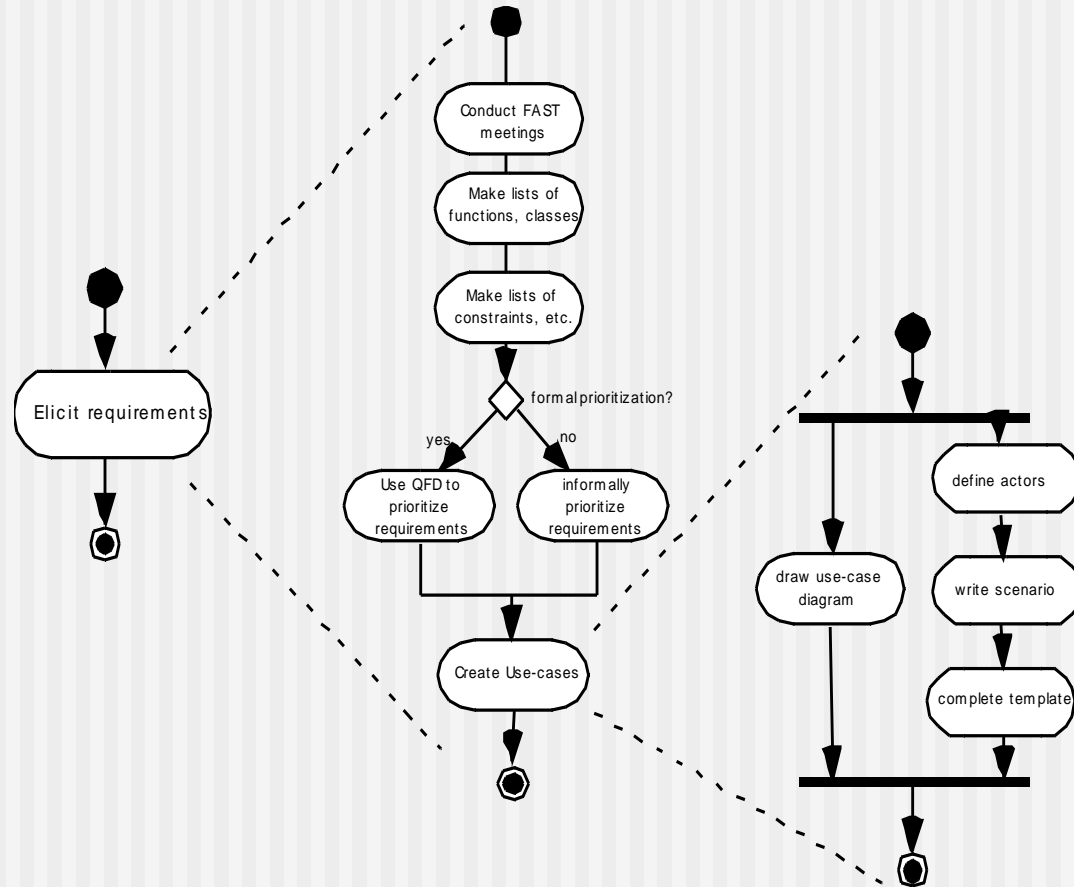 Conduct FAST
meetings
Make lists of
functions, classes
Make lists of
constraints, etc.
formal prioritization?
yes
no
Elicit requirements
Use QFD to
prioritize
requirements
informally
prioritize
requirements
define actors
draw use-case
diagram
write scenario
Create Use-cases
complete template